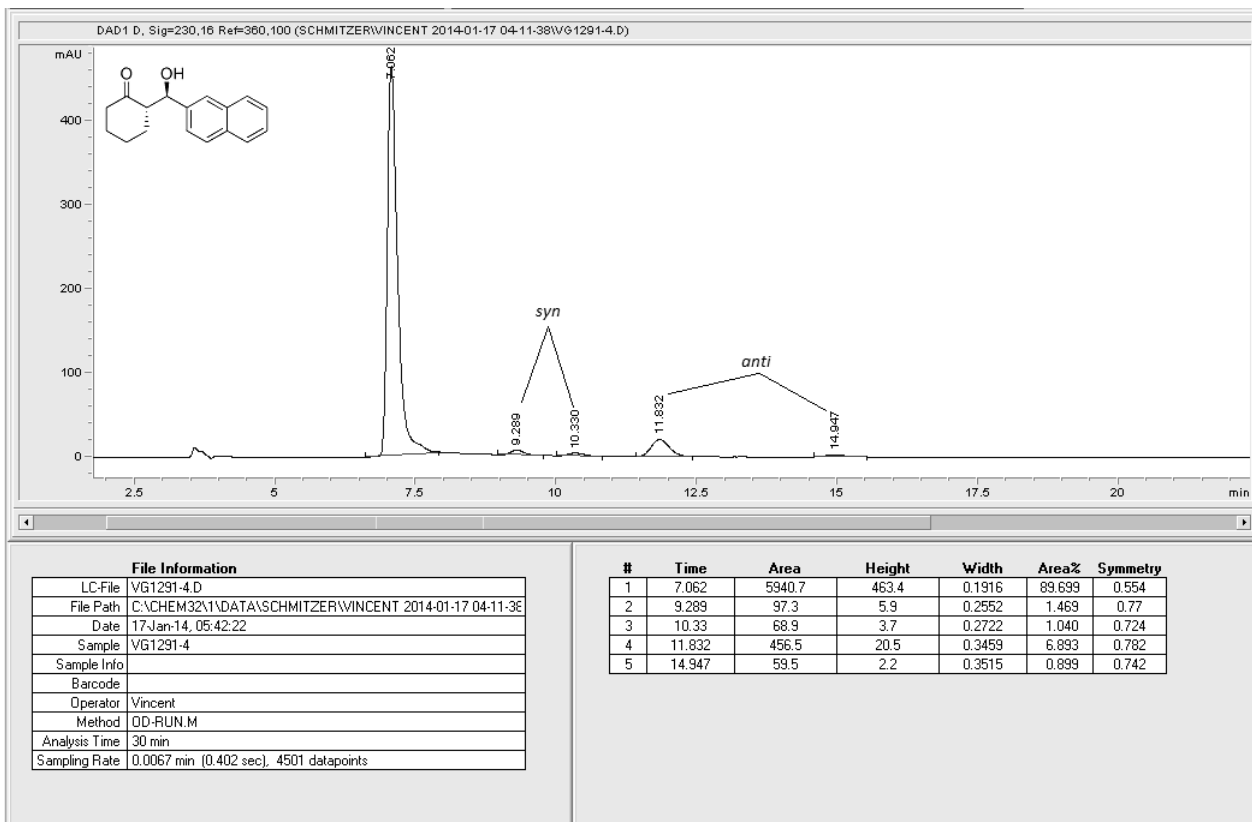 DAD1 D, Sig=230,16 Ref=360,100 (SCHMITZER\VINCENT 2014-01-17 04-11-38\VG1291-4.D)
mAU
400
300
200
100
0
O
OH
7.062
syn
9.289
10.330
anti
11.832
14.947
2.5
5
7.5
10
12.5
15
17.5
20
min
File Information
LC-File VG1291-4.D
File Path C:\CHEM32\1\DATA\SCHMITZER\VINCENT 2014-01-17 04-11-38
Date 17-Jan-14, 05:42:22
Sample VG1291-4
Sample Info
Barcode
Operator Vincent
Method OD-RUN.M
Analysis Time 30 min
Sampling Rate 0.0067 min (0.402 sec), 4501 datapoints
# Time Area Height Width Area% Symmetry
1 7.062 5940.7 463.4 0.1916 89.699 0.554
2 9.289 97.3 5.9 0.2552 1.469 0.77
3 10.33 68.9 3.7 0.2722 1.040 0.724
4 11.832 456.5 20.5 0.3459 6.893 0.782
5 14.947 59.5 2.2 0.3515 0.899 0.742